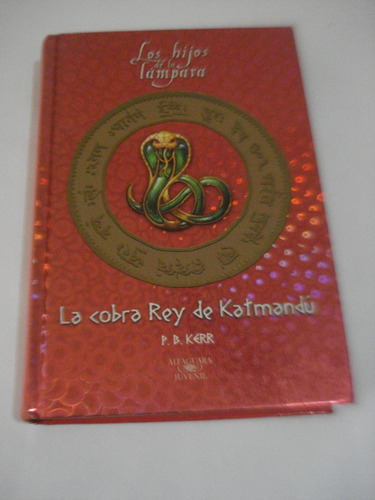 Los hijos
de la
lámpara
La cobra Rey de Katmandú
P. B. KERR
ALFAGUARA
JUVENIL